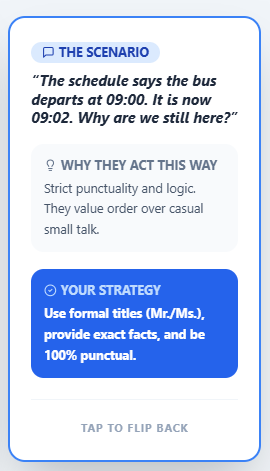 THE SCENARIO
“The schedule says the bus
departs at 09:00. It is now
09:02. Why are we still here?”
WHY THEY ACT THIS WAY
Strict punctuality and logic.
They value order over casual
small talk.
YOUR STRATEGY
Use formal titles (Mr./Ms.),
provide exact facts, and be
100% punctual.
TAP TO FLIP BACK